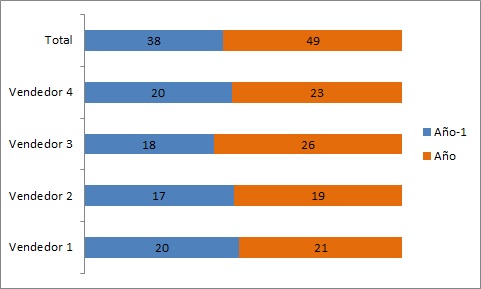 Total 38 49
Vendedor 4 20 23
Vendedor 3 18 26
Vendedor 2 17 19
Vendedor 1 20 21
Año-1
Año